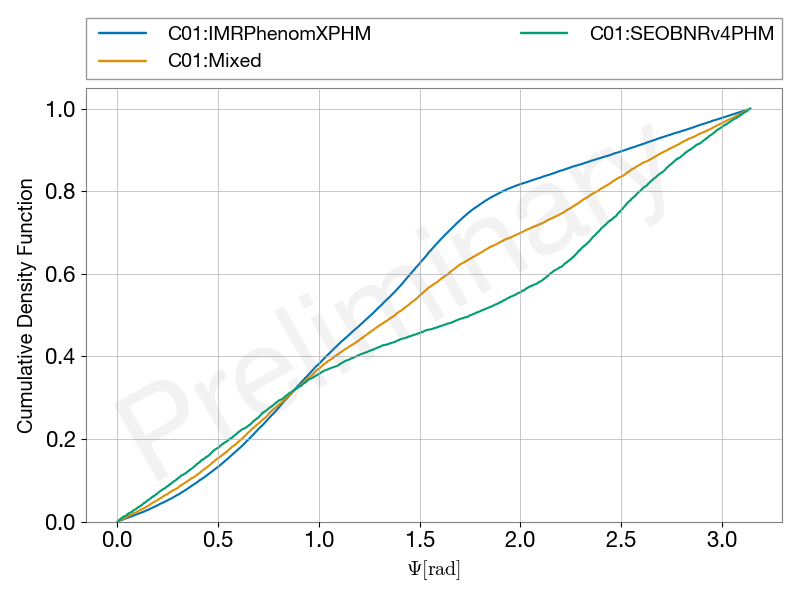 C01:IMRPhenomXPHM
C01:Mixed
C01:SEOBNRv4PHM
Cumulative Density Function
1.0
0.8
0.6
0.4
0.2
0.0
Preliminary
0.0 0.5 1.0 1.5 2.0 2.5 3.0
Ψ[rad]